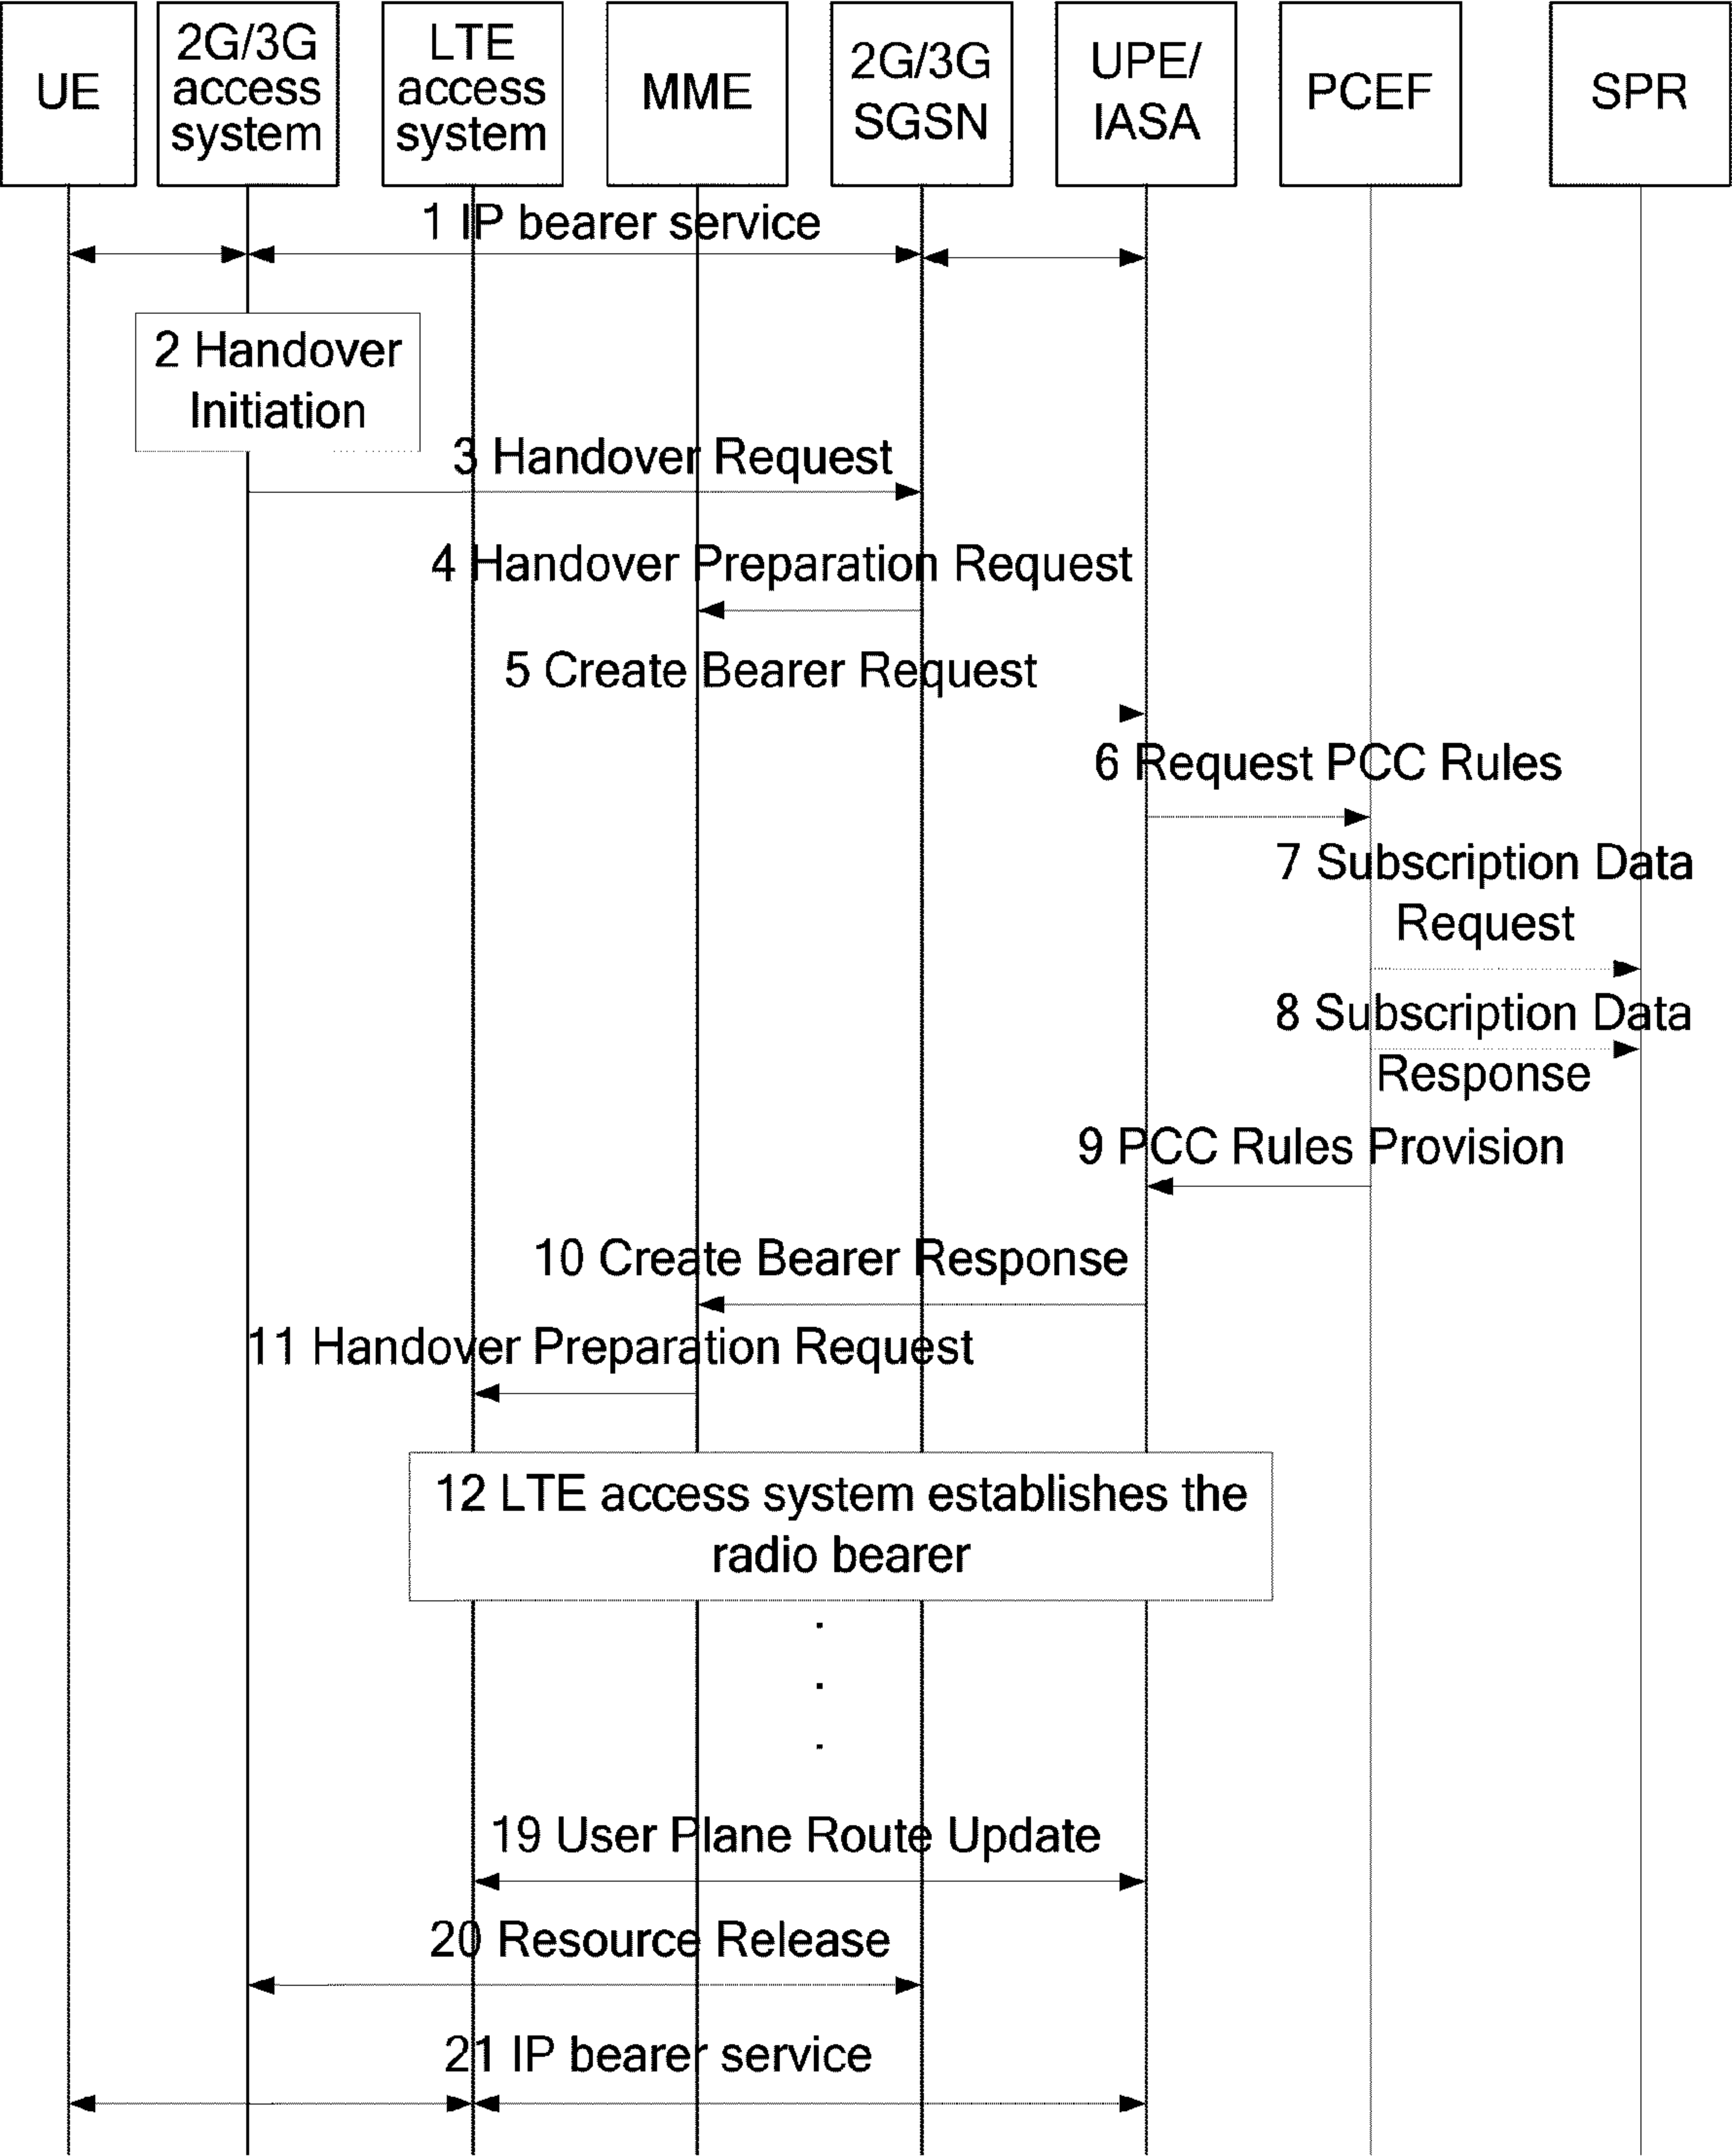 UE
2G/3G
access
system
LTE
access
system
MME
2G/3G
SGSN
UPE/
IASA
PCEF
SPR
1 IP bearer service
2 Handover
Initiation
3 Handover Request
4 Handover Preparation Request
5 Create Bearer Request
6 Request PCC Rules
7 Subscription Data
Request
8 Subscription Data
Response
9 PCC Rules Provision
10 Create Bearer Response
11 Handover Preparation Request
12 LTE access system establishes the
radio bearer
.
.
.
19 User Plane Route Update
20 Resource Release
21 IP bearer service